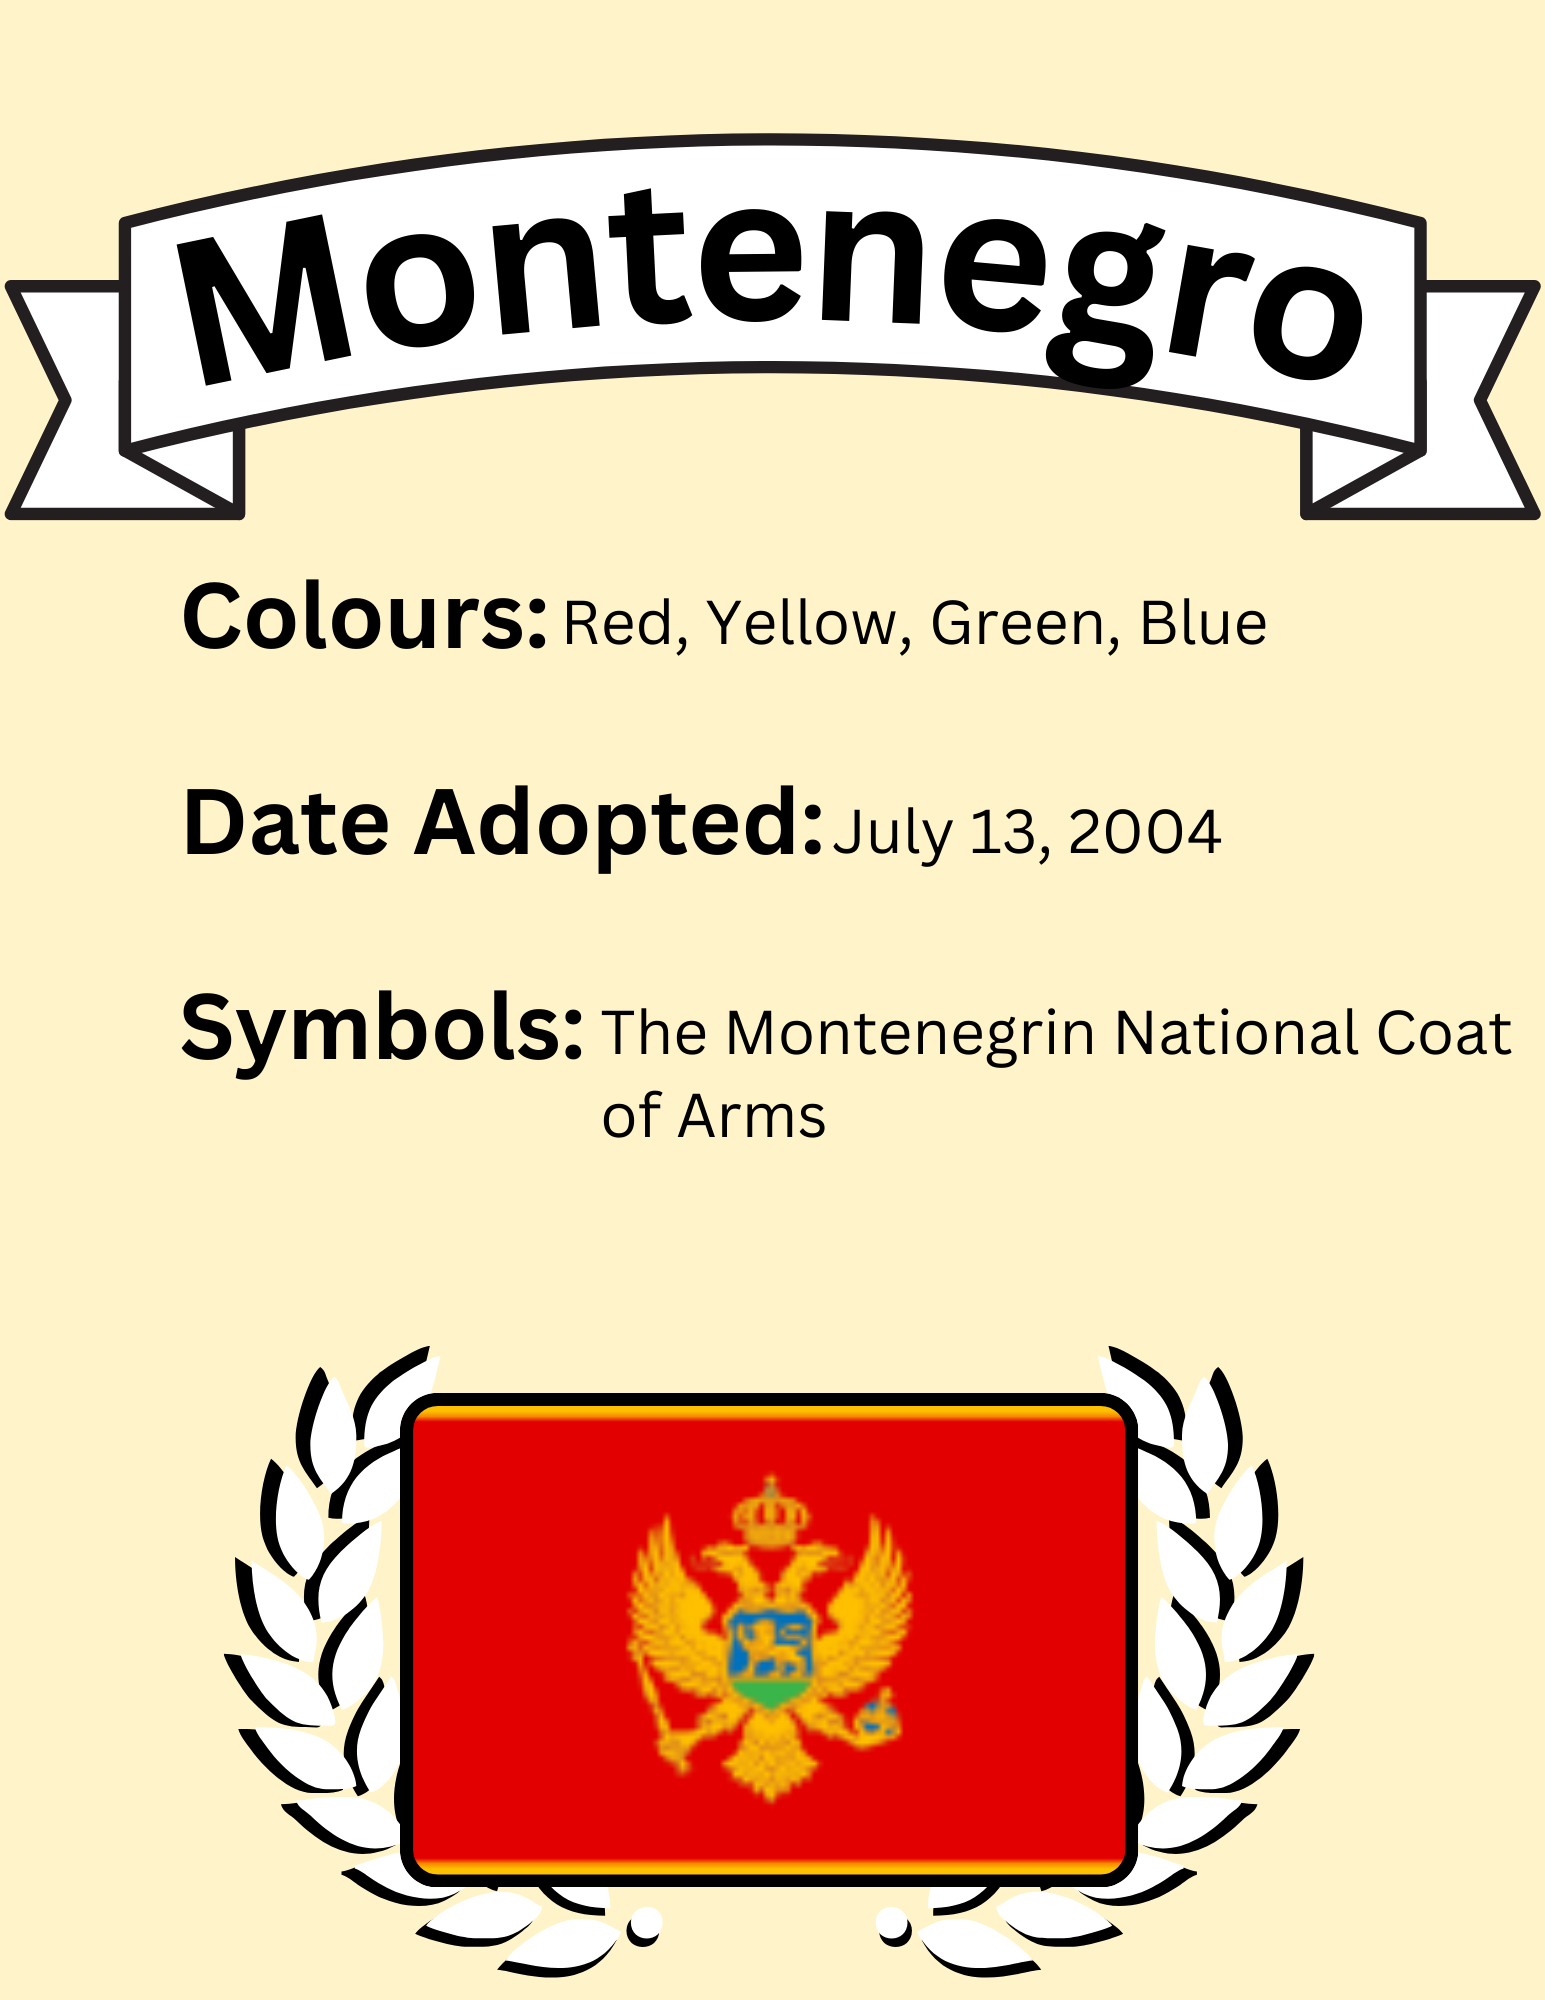 Montenegro
Colours: Red, Yellow, Green, Blue
Date Adopted: July 13, 2004
Symbols: The Montenegrin National Coat
of Arms